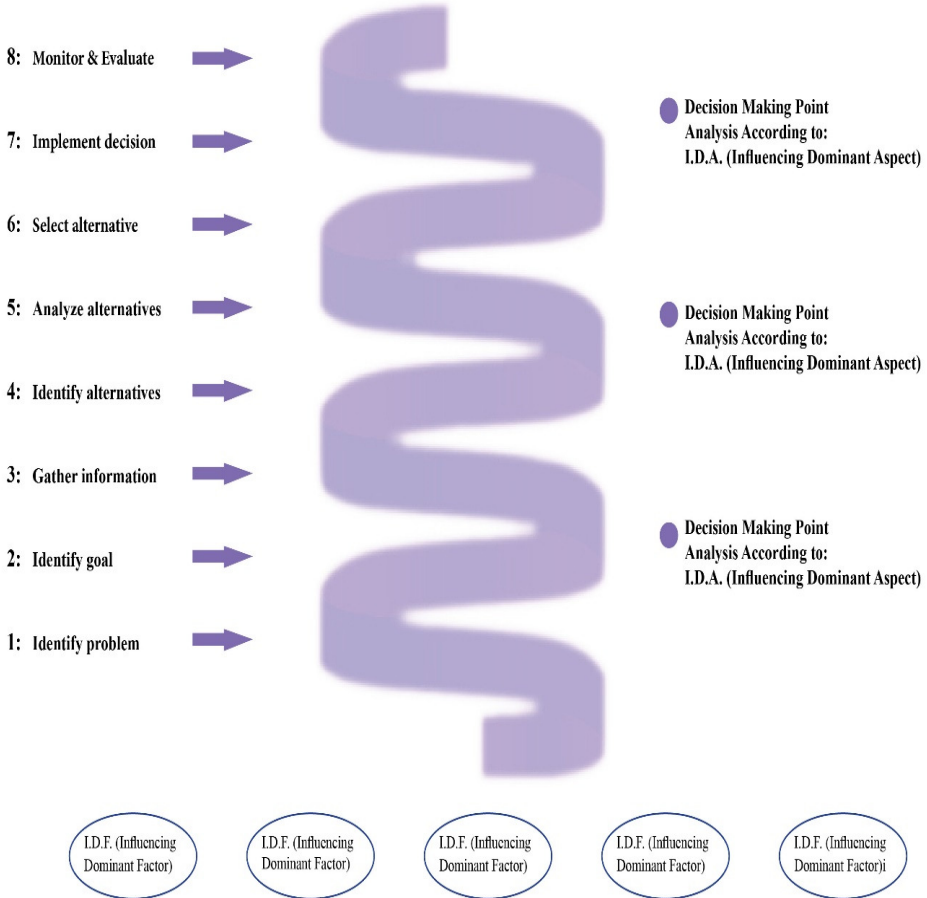 8: Monitor & Evaluate
7: Implement decision
6: Select alternative
5: Analyze alternatives
4: Identify alternatives
3: Gather information
2: Identify goal
1: Identify problem
Decision Making Point
Analysis According to:
I.D.A. (Influencing Dominant Aspect)
Decision Making Point
Analysis According to:
I.D.A. (Influencing Dominant Aspect)
Decision Making Point
Analysis According to:
I.D.A. (Influencing Dominant Aspect)
I.D.F. (Influencing
Dominant Factor)
I.D.F. (Influencing
Dominant Factor)
I.D.F. (Influencing
Dominant Factor)
I.D.F. (Influencing
Dominant Factor)
I.D.F. (Influencing
Dominant Factor)i